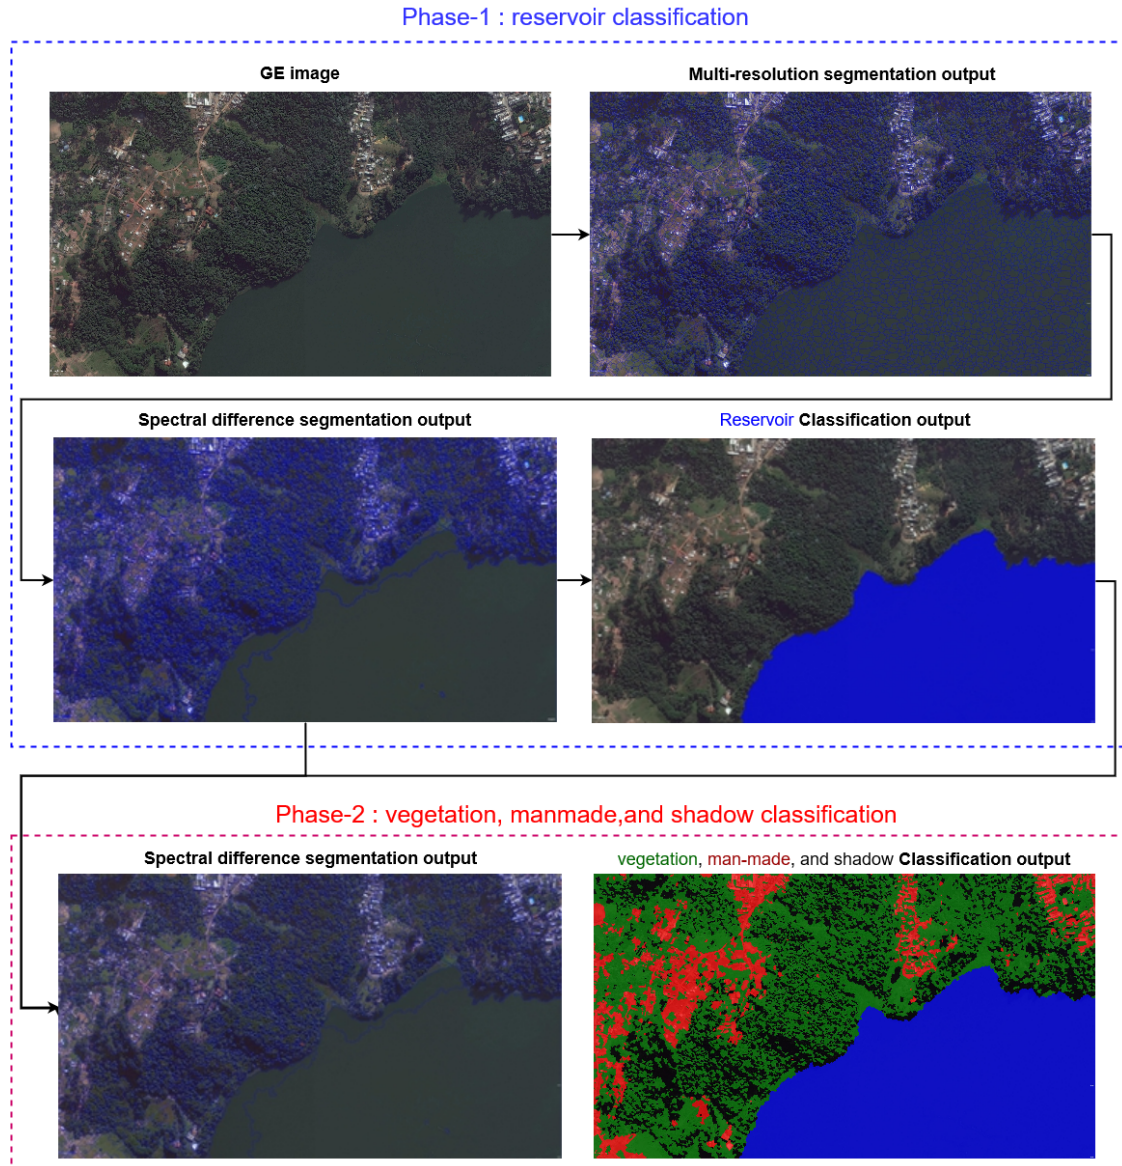 Phase-1 : reservoir classification
GE image
Multi-resolution segmentation output
Spectral difference segmentation output
Reservoir Classification output
Phase-2 : vegetation, manmade,and shadow classification
Spectral difference segmentation output
vegetation, man-made, and shadow Classification output